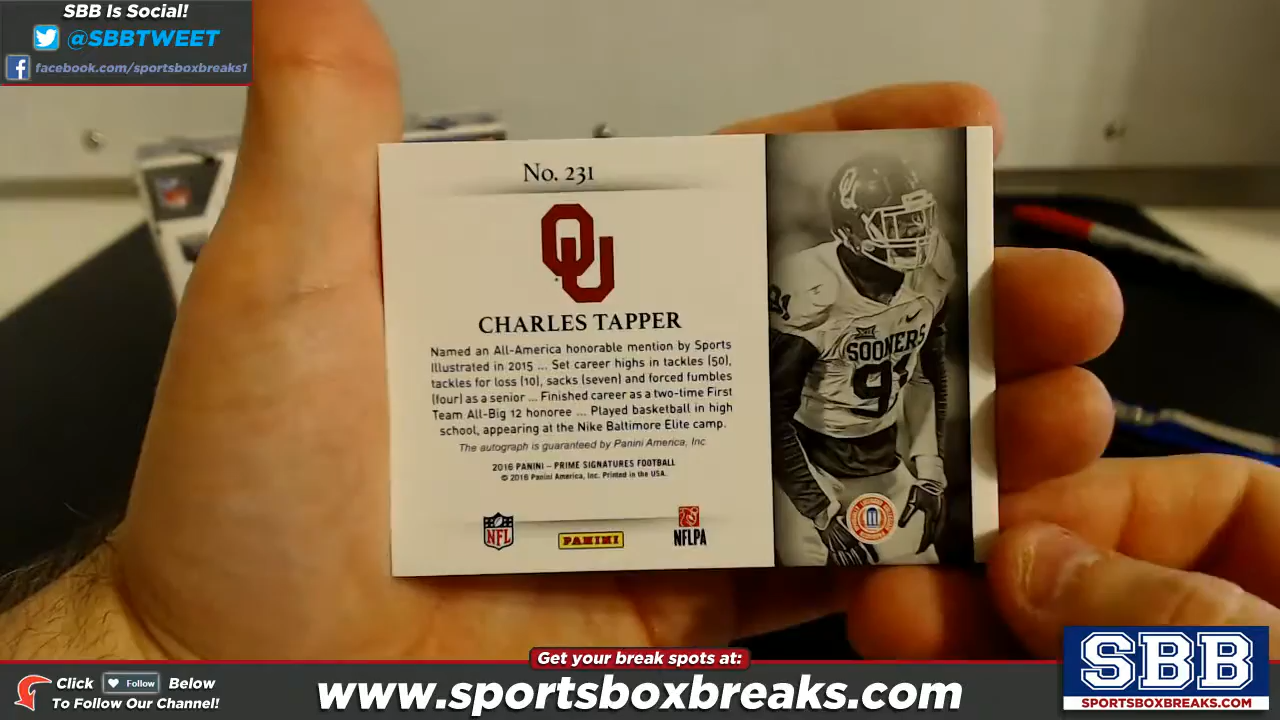 SBB Is Social!
@SBBTWEET
facebook.com/sportsboxbreaks1
No. 231
OU
CHARLES TAPPER
Named an All-America honorable mention by Sports
Illustrated in 2015 ... Set career highs in tackles (50),
tackles for loss (10), sacks (seven) and forced fumbles
(four) as a senior ... Finished career as a two-time First
Team All-Big 12 honoree ... Played basketball in high
school, appearing at the Nike Baltimore Elite camp.
The autograph is guaranteed by Panini America, Inc
2016 PANINI – PRIME SIGNATURES FOOTBALL
© 2016 Panini America, Inc. Printed in the USA.
NFL
PANINI
NFLPA
OU
91
SOONERS
91
Get your break spots at:
Click Follow Below
To Follow Our Channel!
www.sportsboxbreaks.com
SBB
SPORTSBOXBREAKS.COM